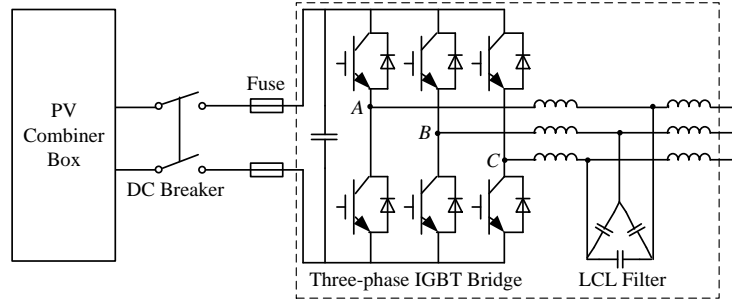 PV
Combiner
Box
Fuse
DC Breaker
A
B
C
Three-phase IGBT Bridge
LCL Filter